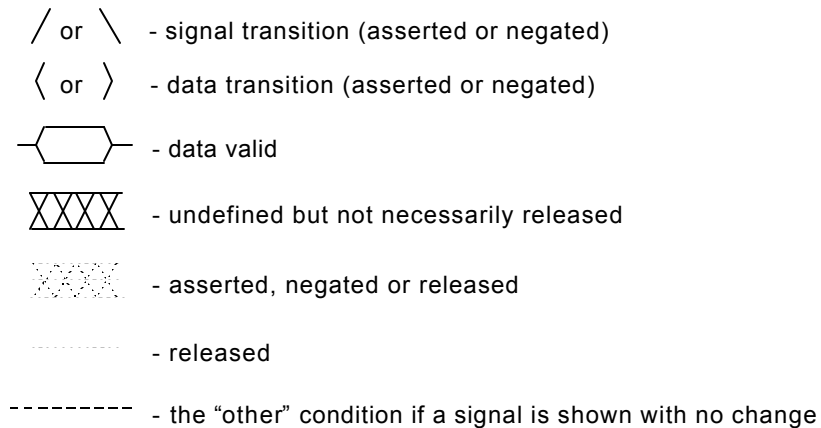 or - signal transition (asserted or negated)
or - data transition (asserted or negated)
- data valid
- undefined but not necessarily released
- asserted, negated or released
- released
- the “other” condition if a signal is shown with no change